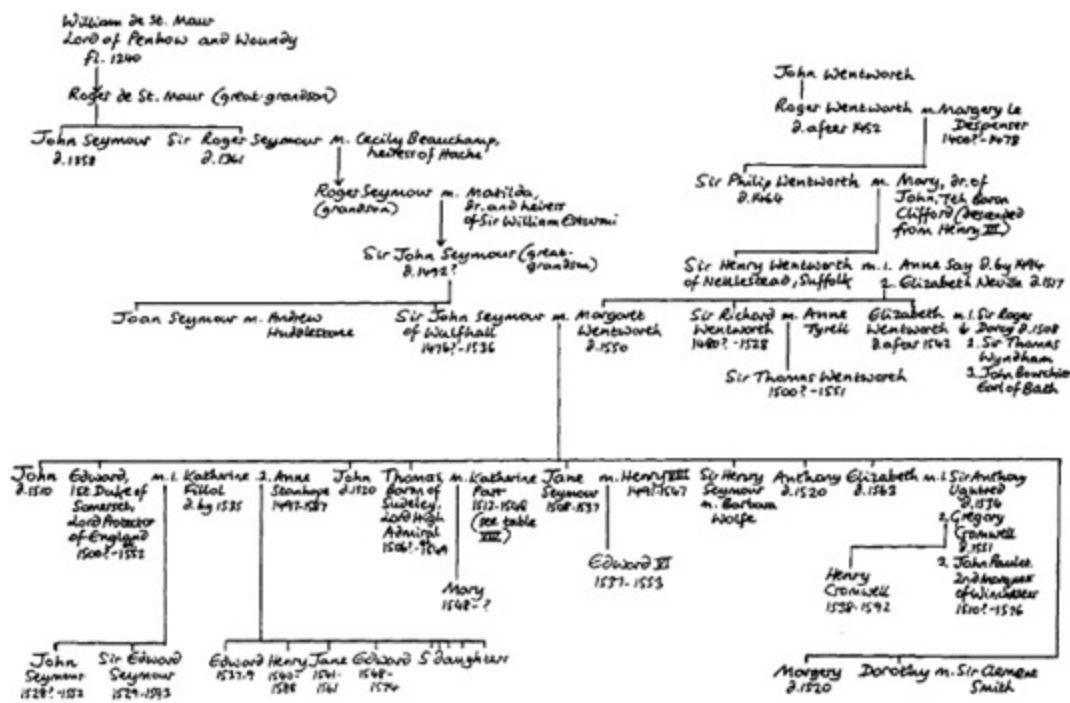 William de St. Maur
Lord of Penhow and Woundy
fl. 1240
Roger de St. Maur (great-grandson)
John Seymour
d.1358
Sir Roger Seymour m. Cecily Beauchamp,
d.1361
heiress of Hache
Roger Seymour m. Matilda,
(grandson)
dr. and heiress
of Sir William Esturmi
Sir John Seymour (great-
grandson)
d.1492?
John Wentworth
Roger Wentworth m. Margery le
d. after 1452
Despenser
1400?-1478
Sir Philip Wentworth m. Mary, dr. of
d.1464
John, 7th Baron
Clifford (descended
from Henry III)
Sir Henry Wentworth m. 1. Anne Say d. by 1494
of Nettlestead, Suffolk
2. Elizabeth Neville d.1517
Joan Seymour m. Andrew
Huddlestone
Sir John Seymour m. Margaret
of Wulfhall
Wentworth
1476?-1536
d.1550
Sir Richard m. Anne
Wentworth
Tyrell
1480?-1528
Elizabeth m. 1. Sir Roger
Wentworth
Darcy d.1508
d. after 1542
2. Sir Thomas
Wyndham
3. John Bourchier
Earl of Bath
Sir Thomas Wentworth
1500?-1551
John
d.1510
Edward, m. 1. Katherine
1st Duke of
Fillol
Somerset,
d. by 1535
Lord Protector
of England
1500?-1552
2. Anne
Stanhope
1497-1587
John
d.1520
Thomas, m. Katherine
Baron of
Parr
Sudeley,
1512-1548
Lord High
(see table
Admiral
1506?-1549
Jane m. Henry VIII
Seymour
1491-1547
1508-1537
Sir Henry
Seymour
m. Barbara
Wolfe
Anthony
d.1520
Elizabeth m. 1. Sir Anthony
d.1563
Ughtred
d.1534
2. Gregory
Cromwell
d.1551
3. John Paulet
2nd Marquess
of Winchester
1510?-1576
Mary
1548-?
Edward VI
1537-1553
Henry
Cromwell
1538-1592
John
Seymour
1528?-1552
Sir Edward
Seymour
1529-1593
Edward
1537-9
Henry
1540-
Jane
1541-
1561
Edward
1548-
1574
5 daughters
Margery
d.1520
Dorothy m. Sir Clement
Smith